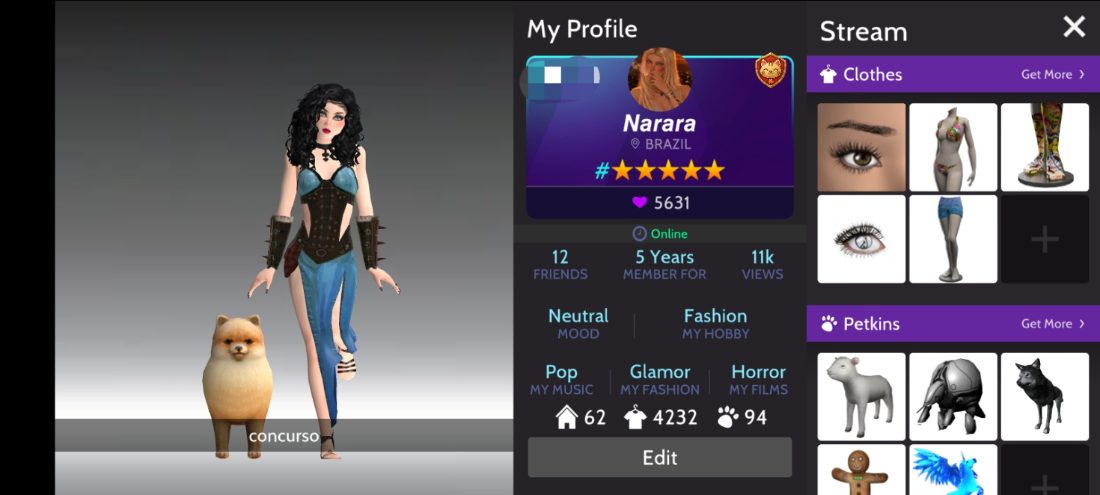 concurso
My Profile
Narara
BRAZIL
#
5631
Online
12
FRIENDS
5 Years
MEMBER FOR
11k
VIEWS
Neutral
MOOD
Fashion
MY HOBBY
Pop
MY MUSIC
Glamor
MY FASHION
Horror
MY FILMS
62
4232
94
Edit
Stream
Clothes
Get More
Petkins
Get More